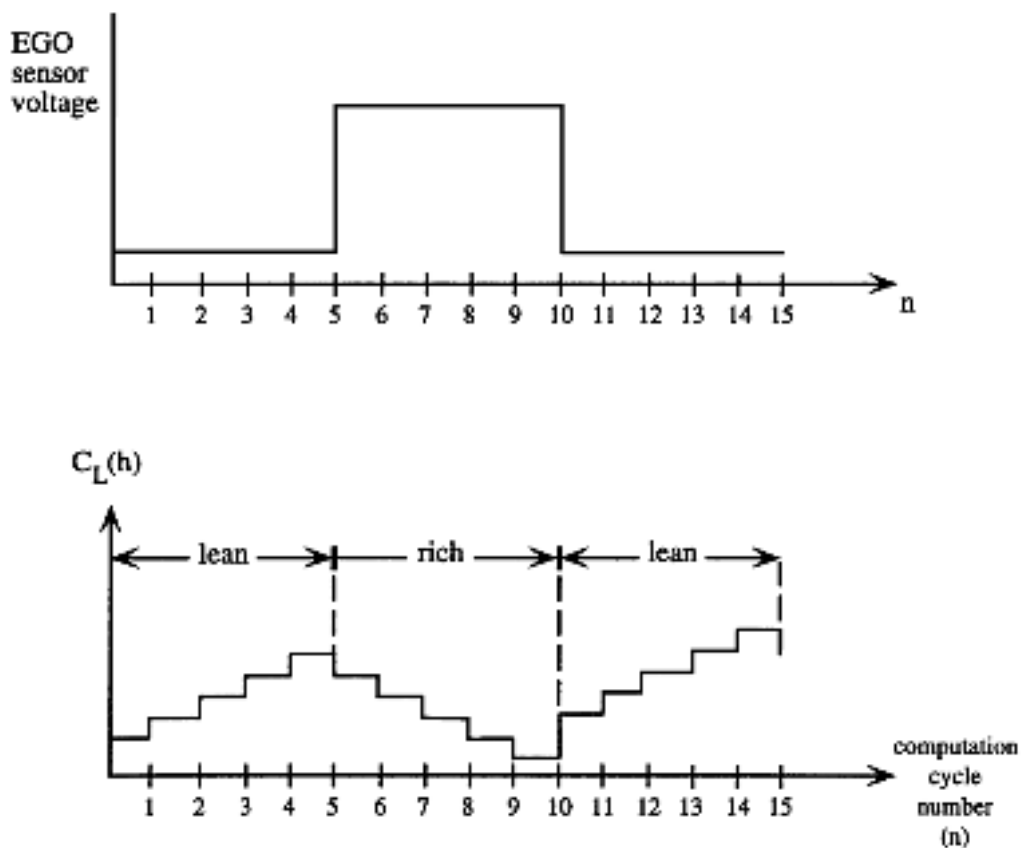 EGO
sensor
voltage
1 2 3 4 5 6 7 8 9 10 11 12 13 14 15
n
C_L(h)
lean rich lean
1 2 3 4 5 6 7 8 9 10 11 12 13 14 15
computation
cycle
number
(n)